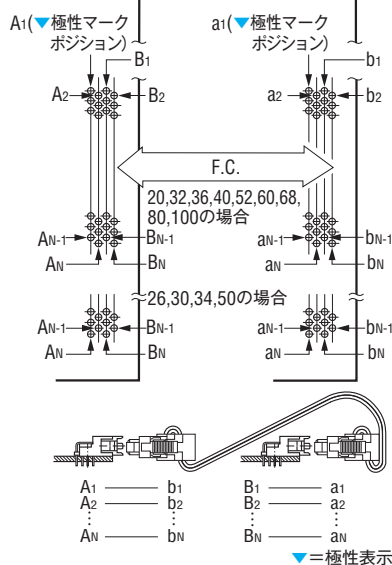 A1(▼極性マーク
ポジション)
B1
A2
B2
a1(▼極性マーク
ポジション)
b1
a2
b2
F.C.
20,32,36,40,52,60,68,
80,100の場合
AN-1
BN-1
AN
BN
aN-1
bN-1
aN
bN
26,30,34,50の場合
AN-1
BN-1
AN
BN
aN-1
bN-1
aN
bN
A1 b1 B1 a1
A2 b2 B2 a2
⋮ ⋮ ⋮ ⋮
AN bN BN aN
▼=極性表示